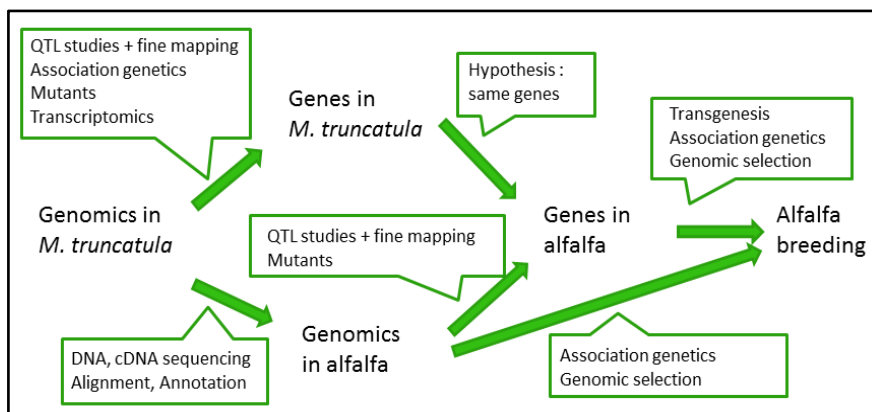 QTL studies + fine mapping
Association genetics
Mutants
Transcriptomics
Genes in
M. truncatula
Hypothesis :
same genes
Transgenesis
Association genetics
Genomic selection
Genomics in
M. truncatula
QTL studies + fine mapping
Mutants
Genes in
alfalfa
Alfalfa
breeding
DNA, cDNA sequencing
Alignment, Annotation
Genomics
in alfalfa
Association genetics
Genomic selection